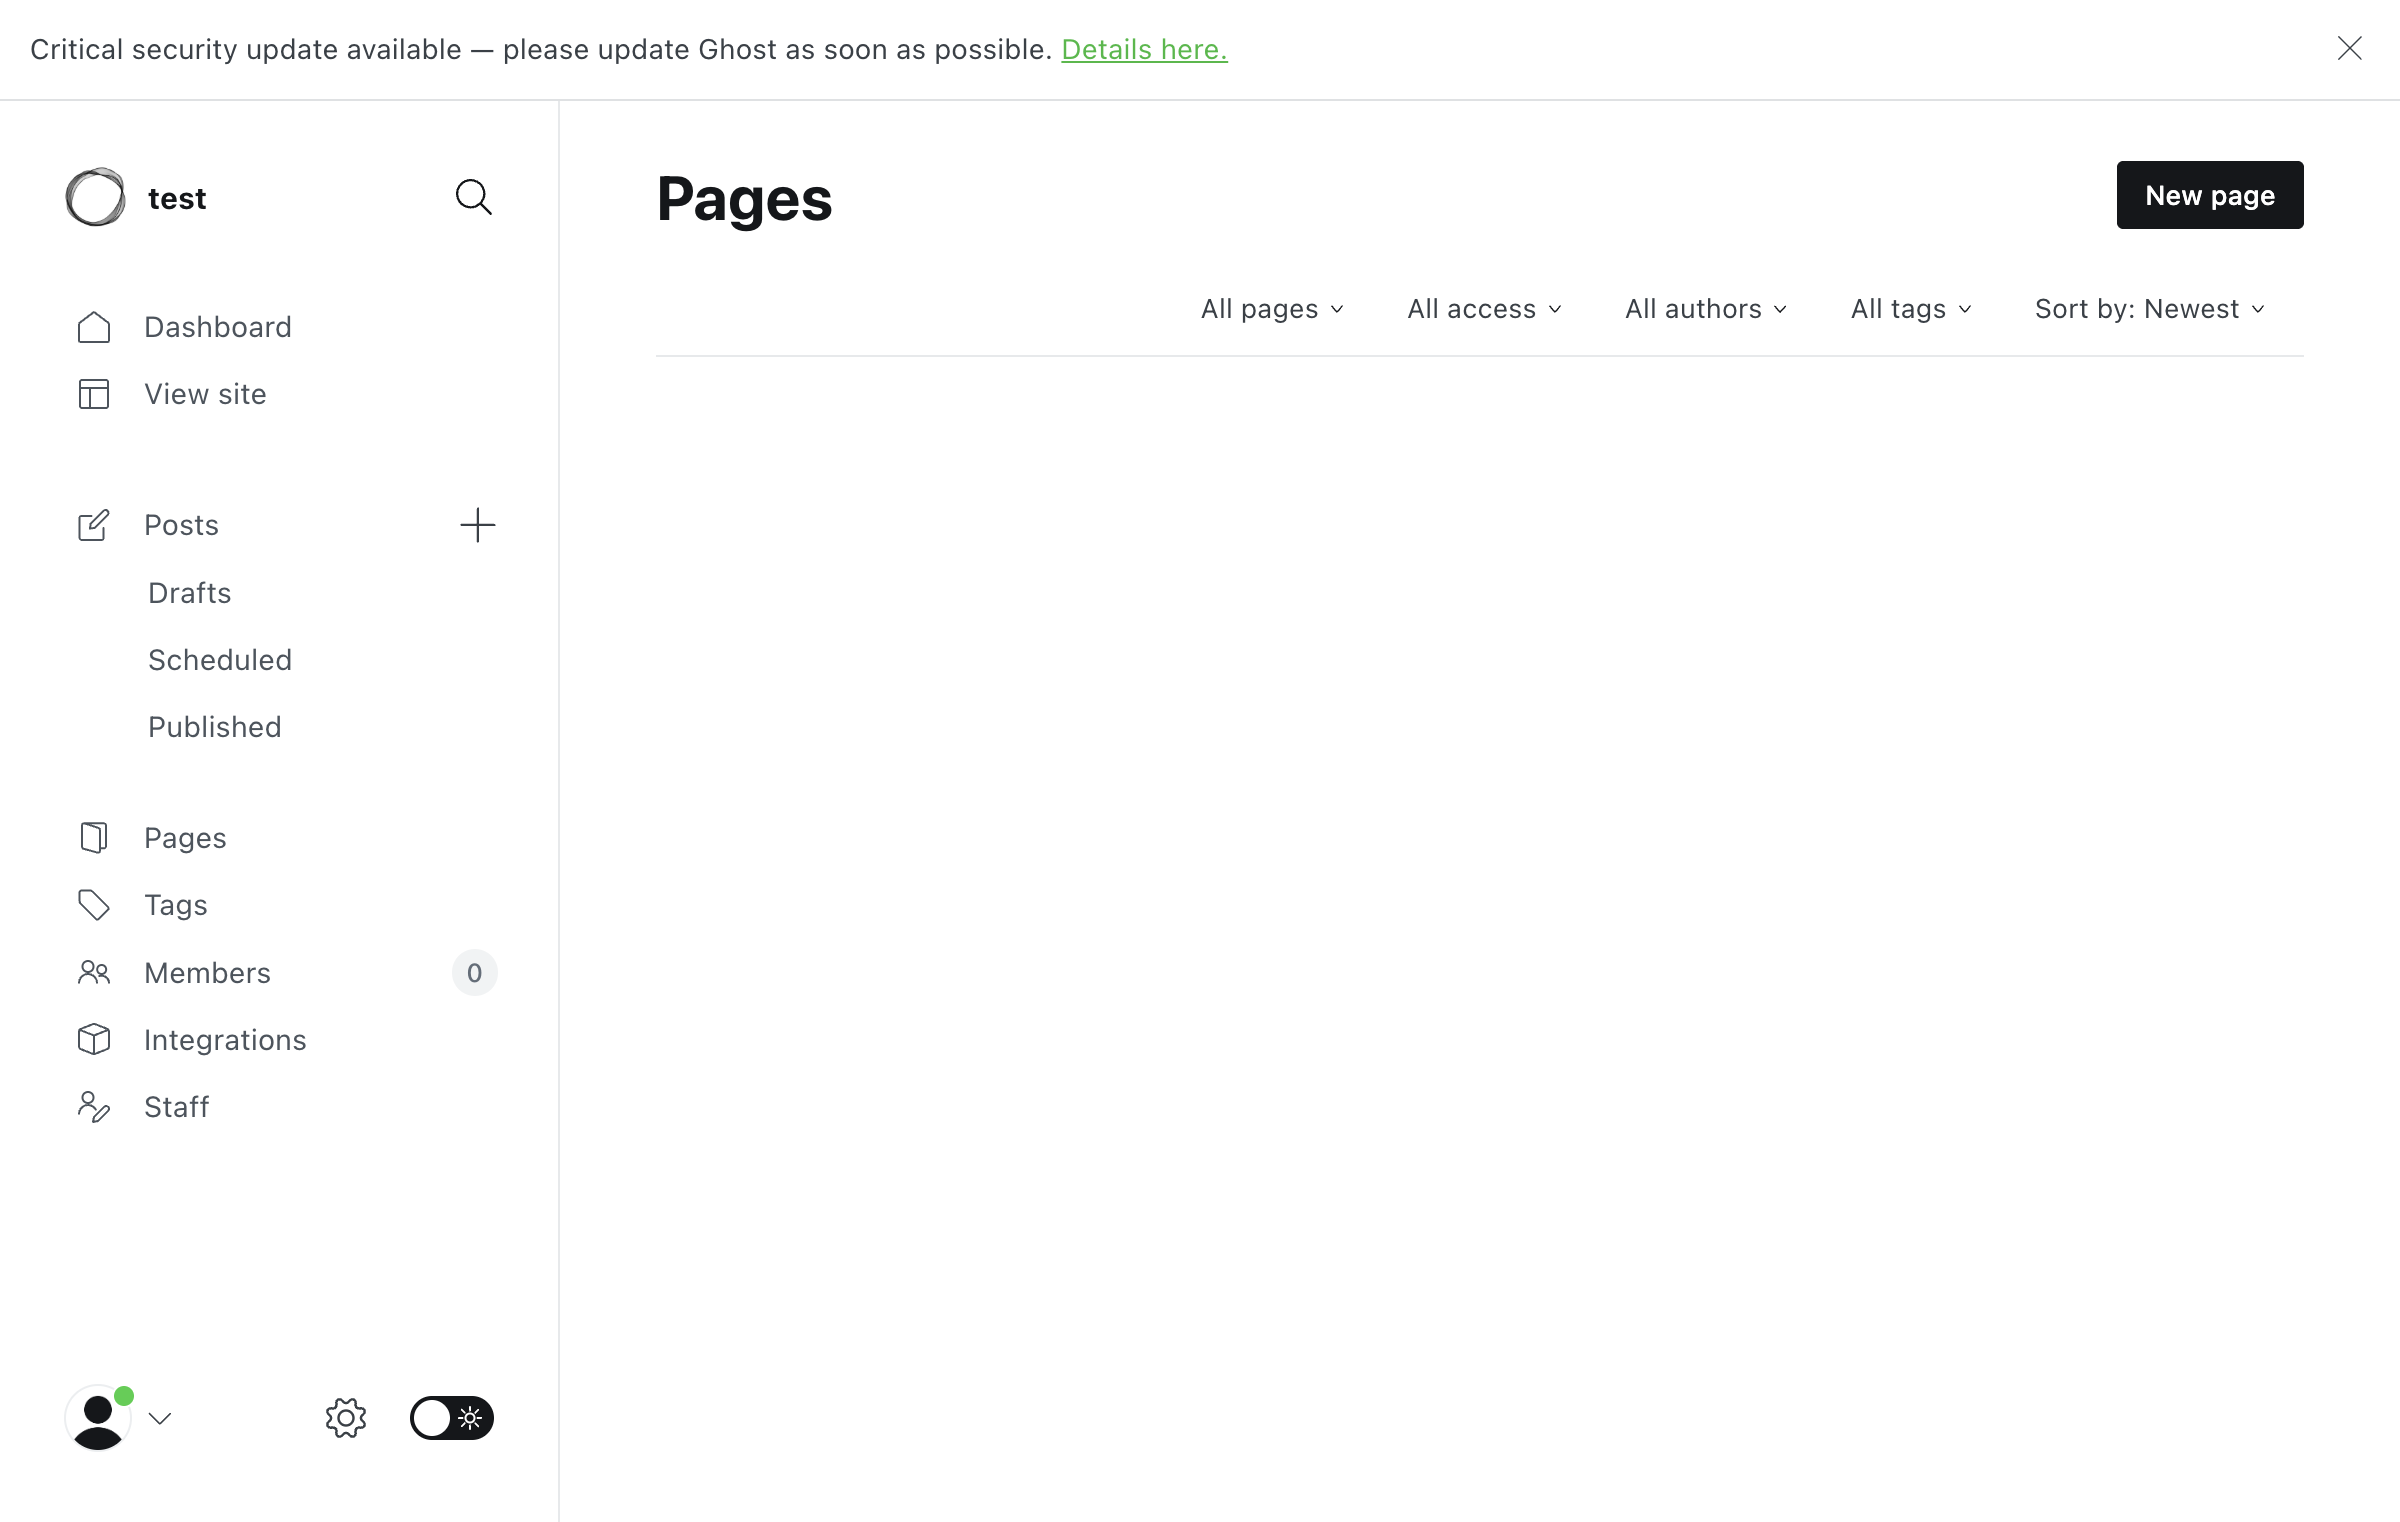 Critical security update available — please update Ghost as soon as possible. Details here.
test
Dashboard
View site
Posts
Drafts
Scheduled
Published
Pages
Tags
Members 0
Integrations
Staff
Pages
New page
All pages All access All authors All tags Sort by: Newest